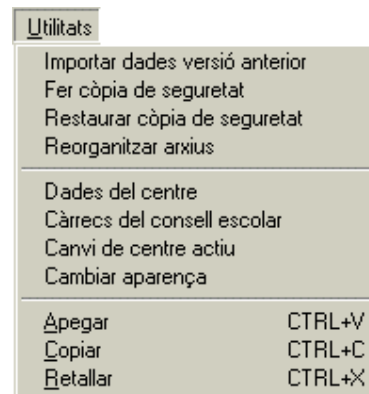 Utilitats
Importar dades versió anterior
Fer còpia de seguretat
Restaurar còpia de seguretat
Reorganitzar arxius
Dades del centre
Càrrecs del consell escolar
Canvi de centre actiu
Cambiar aparença
Apegar CTRL+V
Copiar CTRL+C
Retallar CTRL+X